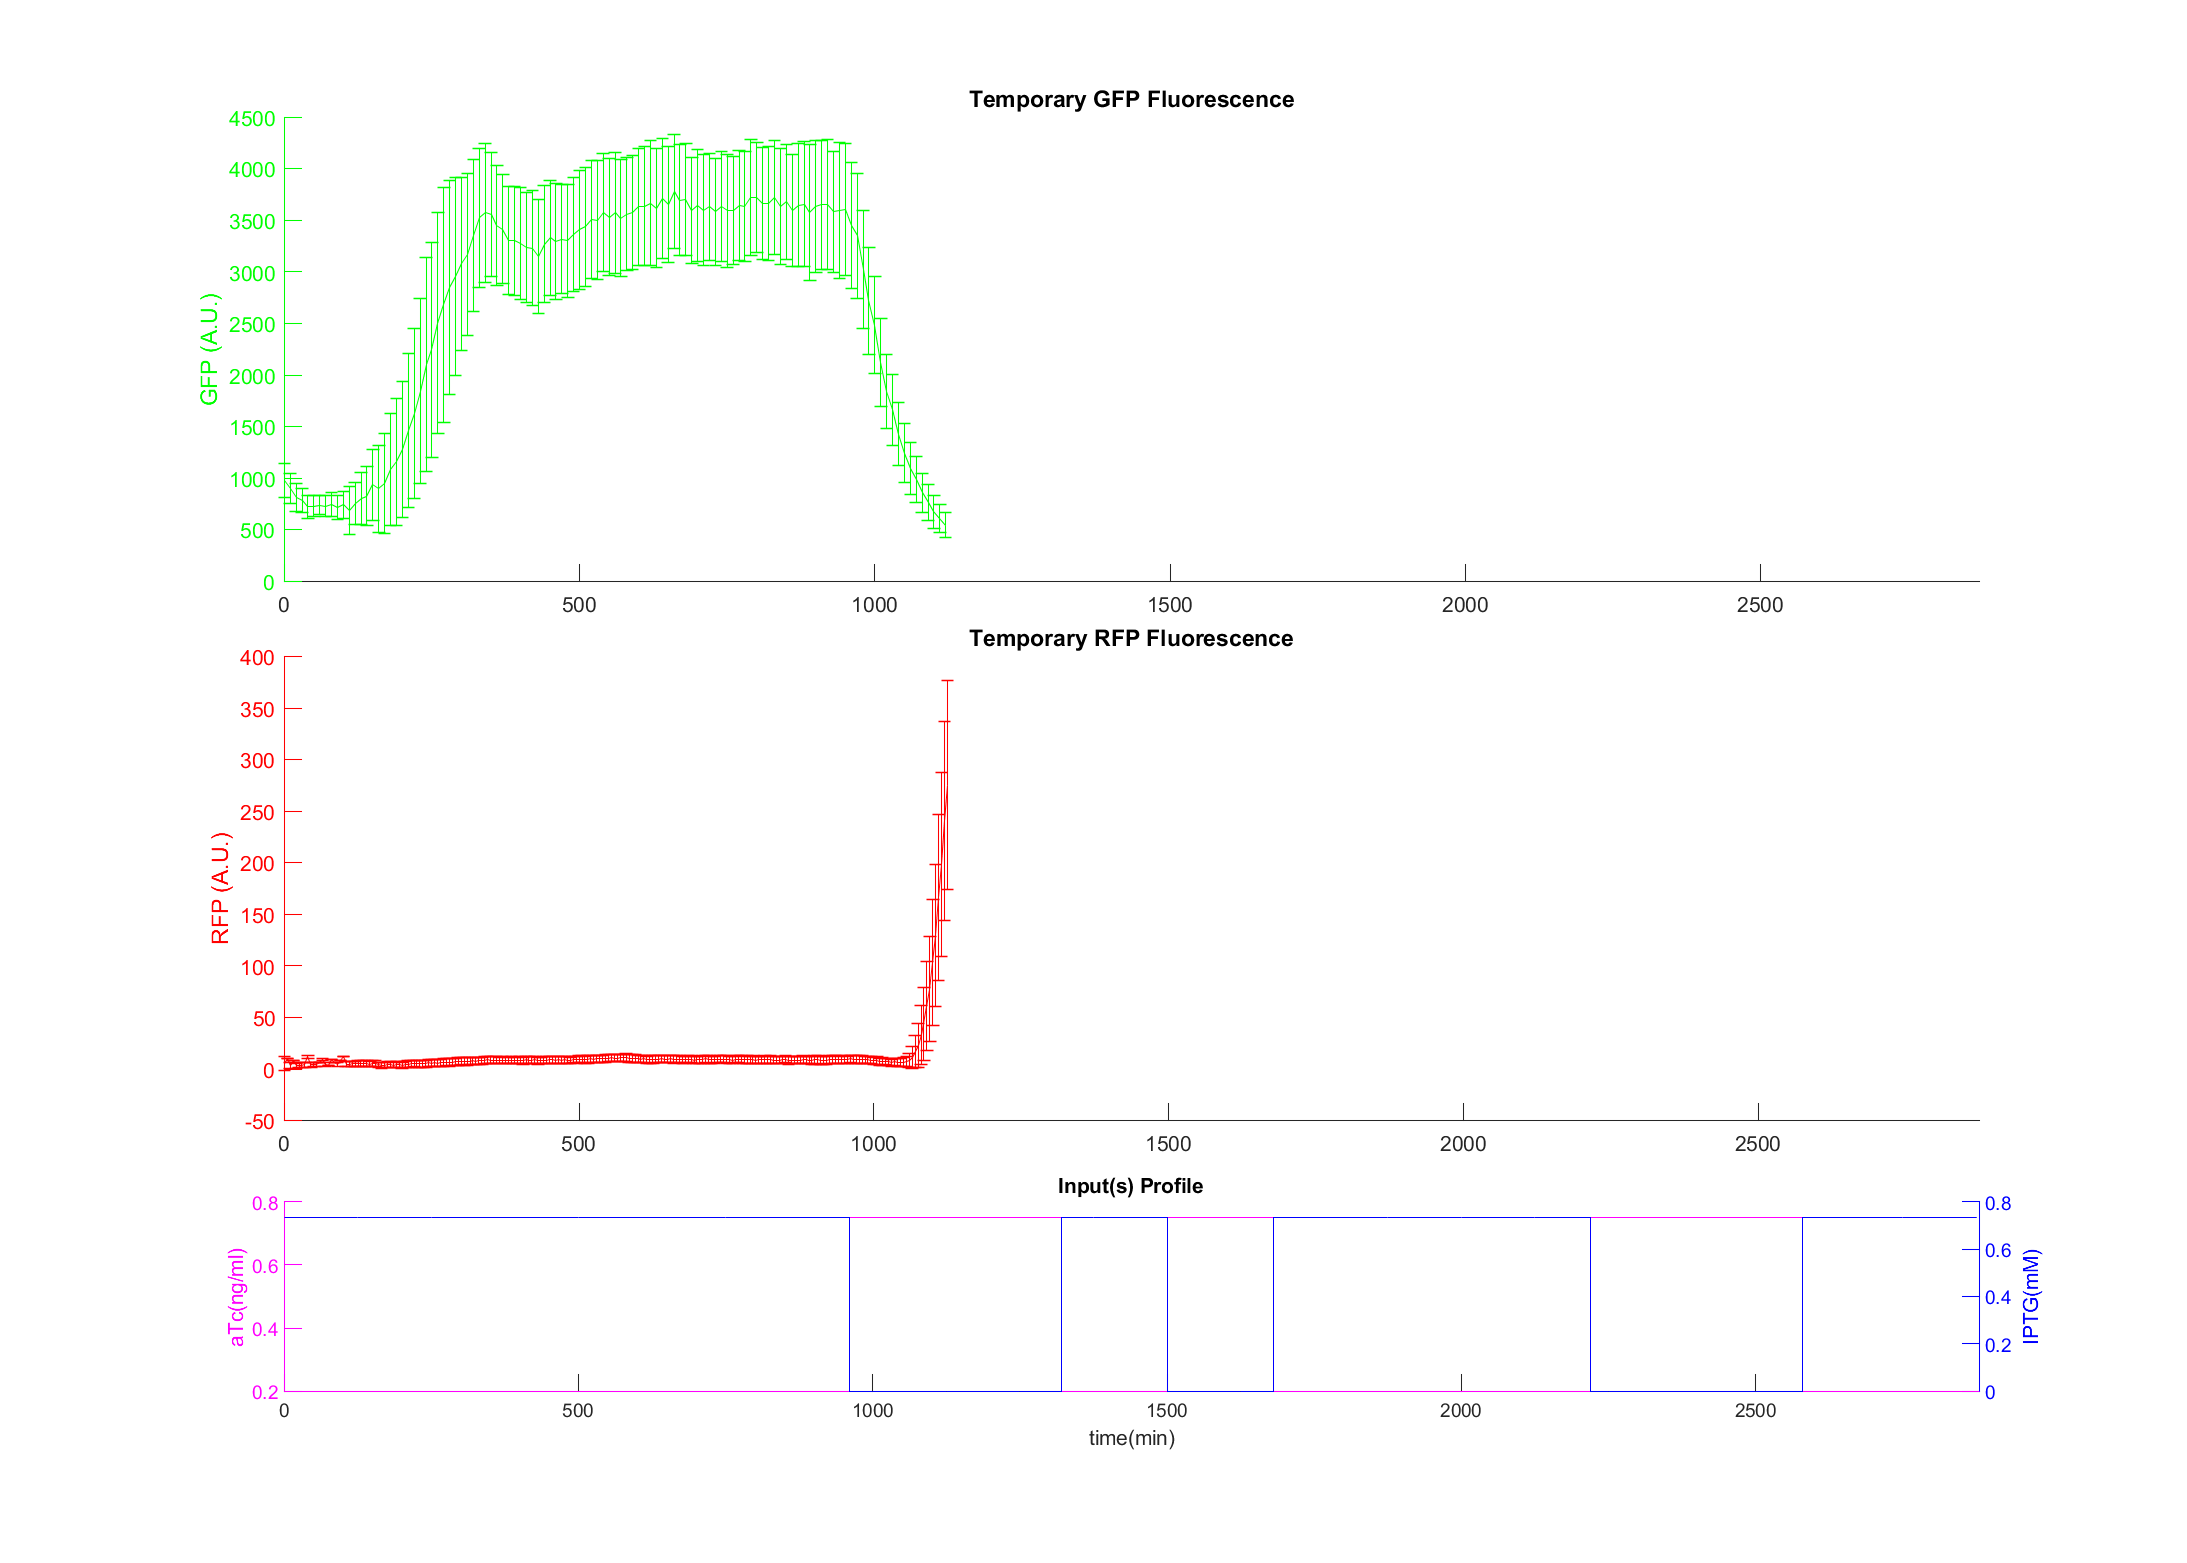 Temporary GFP Fluorescence
4500
4000
3500
3000
2500
2000
1500
1000
500
0
GFP (A.U.)
0 500 1000 1500 2000 2500
Temporary RFP Fluorescence
400
350
300
250
200
150
100
50
0
-50
RFP (A.U.)
0 500 1000 1500 2000 2500
Input(s) Profile
0.8
0.6
0.4
0.2
aTc(ng/ml)
0.8
0.6
0.4
0.2
0
IPTG(mM)
0 500 1000 1500 2000 2500
time(min)